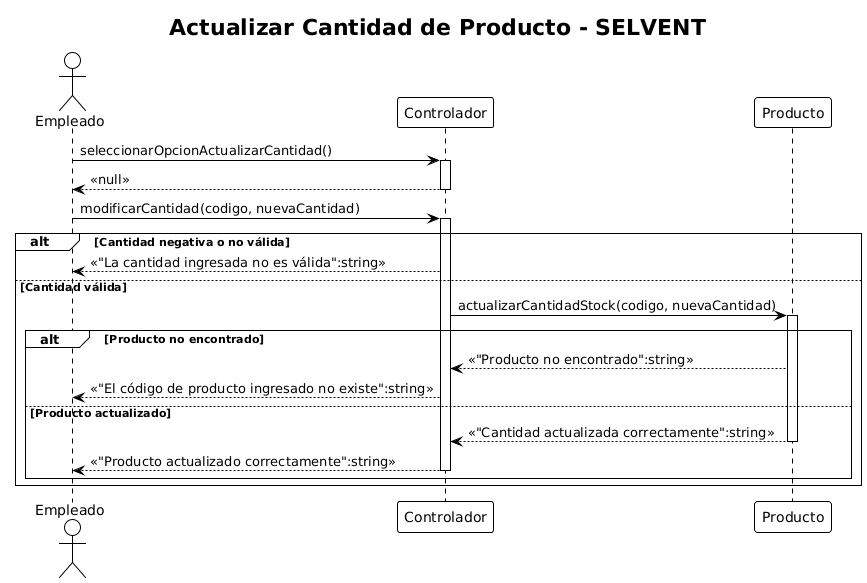 Actualizar Cantidad de Producto - SELVENT
Empleado
Controlador
Producto
seleccionarOpcionActualizarCantidad()
«null»
modificarCantidad(codigo, nuevaCantidad)
alt [Cantidad negativa o no válida]
«"La cantidad ingresada no es válida":string»
[Cantidad válida]
actualizarCantidadStock(codigo, nuevaCantidad)
alt [Producto no encontrado]
«"Producto no encontrado":string»
«"El código de producto ingresado no existe":string»
[Producto actualizado]
«"Cantidad actualizada correctamente":string»
«"Producto actualizado correctamente":string»
Empleado
Controlador
Producto